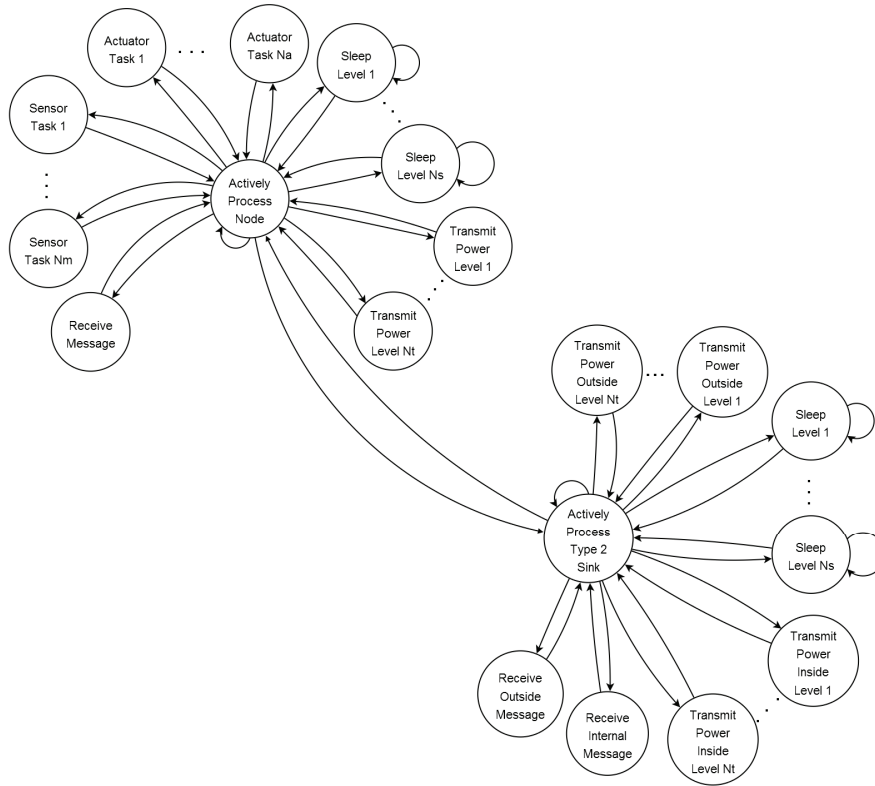 Actuator
Task 1
Actuator
Task Na
Sleep
Level 1
Sensor
Task 1
Sleep
Level Ns
Actively
Process
Node
Sensor
Task Nm
Transmit
Power
Level 1
Receive
Message
Transmit
Power
Level Nt
Transmit
Power
Outside
Level Nt
Transmit
Power
Outside
Level 1
Sleep
Level 1
Actively
Process
Type 2
Sink
Sleep
Level Ns
Transmit
Power
Inside
Level 1
Receive
Outside
Message
Receive
Internal
Message
Transmit
Power
Inside
Level Nt